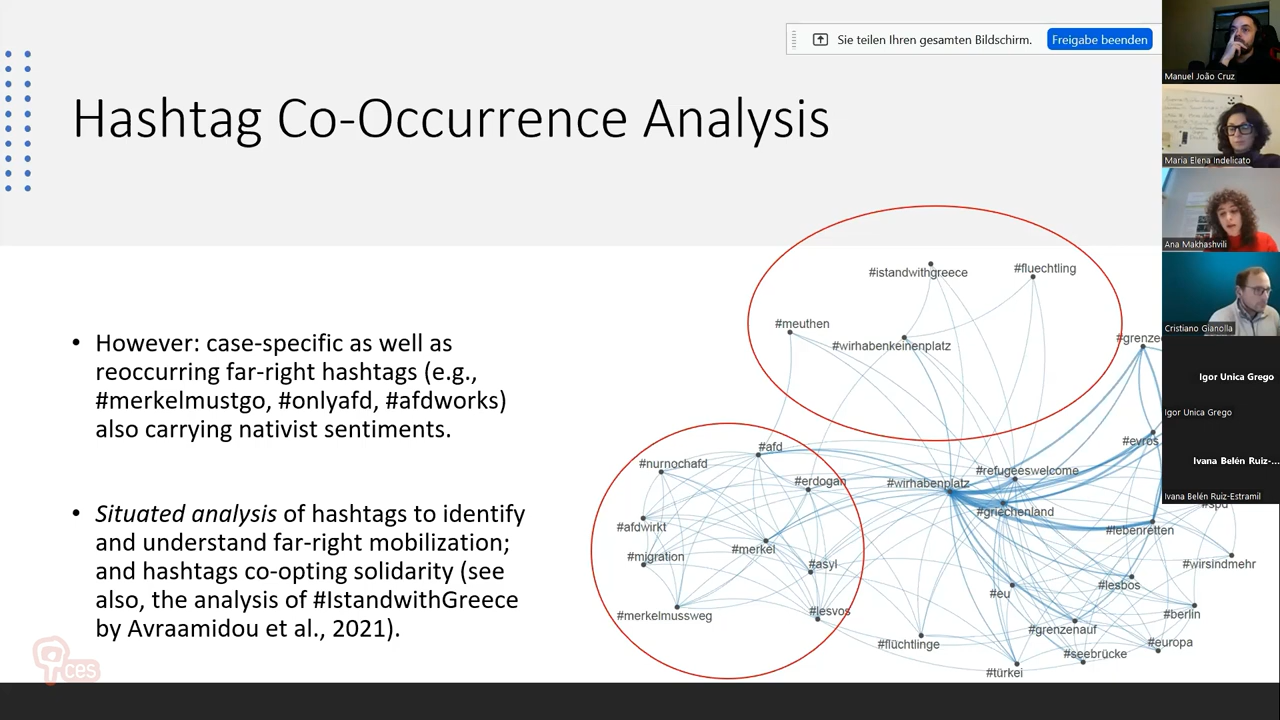 Sie teilen Ihren gesamten Bildschirm.
Freigabe beenden
Hashtag Co-Occurrence Analysis
• However: case-specific as well as
reoccurring far-right hashtags (e.g.,
#merkelmustgo, #onlyafd, #afdworks)
also carrying nativist sentiments.
• Situated analysis of hashtags to identify
and understand far-right mobilization;
and hashtags co-opting solidarity (see
also, the analysis of #IstandwithGreece
by Avraamidou et al., 2021).
#istandwithgreece
#fluechtling
#meuthen
#wirhabenkeinenplatz
#afd
#nurnochafd
#erdogan
#afdwirkt
#merkel
#migration
#asyl
#merkelmussweg
#lesvos
#evros
#refugeeswelcome
#wirhabenplatz
#griechenland
#spd
#lebenretten
#wirsindmehr
#eu
#lesbos
#berlin
#grenzenauf
#flüchtlinge
#europa
#seebrücke
#türkei
Manuel João Cruz
Maria Elena Indelicato
Ana Makhashvili
Cristiano Gianolla
Igor Unica Grego
Igor Unica Grego
Ivana Belén Ruiz-...
Ivana Belén Ruiz-Estramil
ces